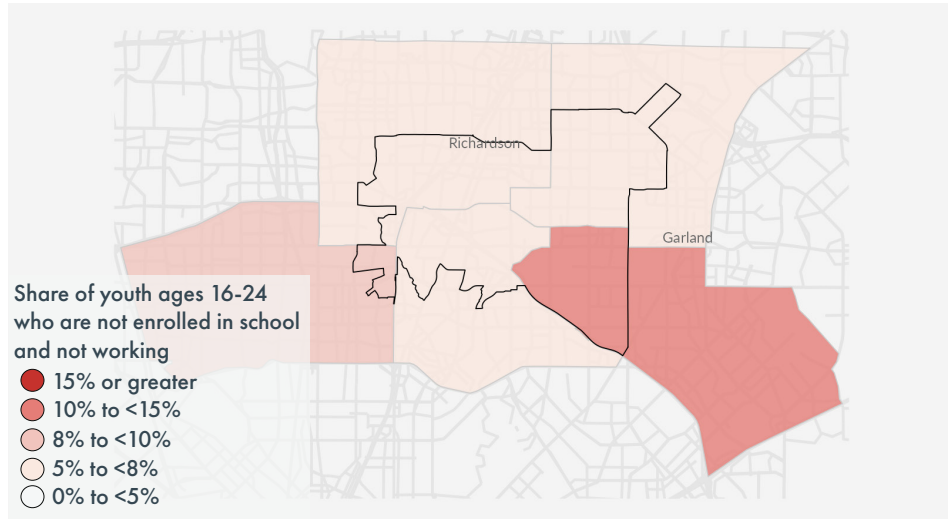 Richardson
Garland
Share of youth ages 16-24
who are not enrolled in school
and not working
15% or greater
10% to <15%
8% to <10%
5% to <8%
0% to <5%